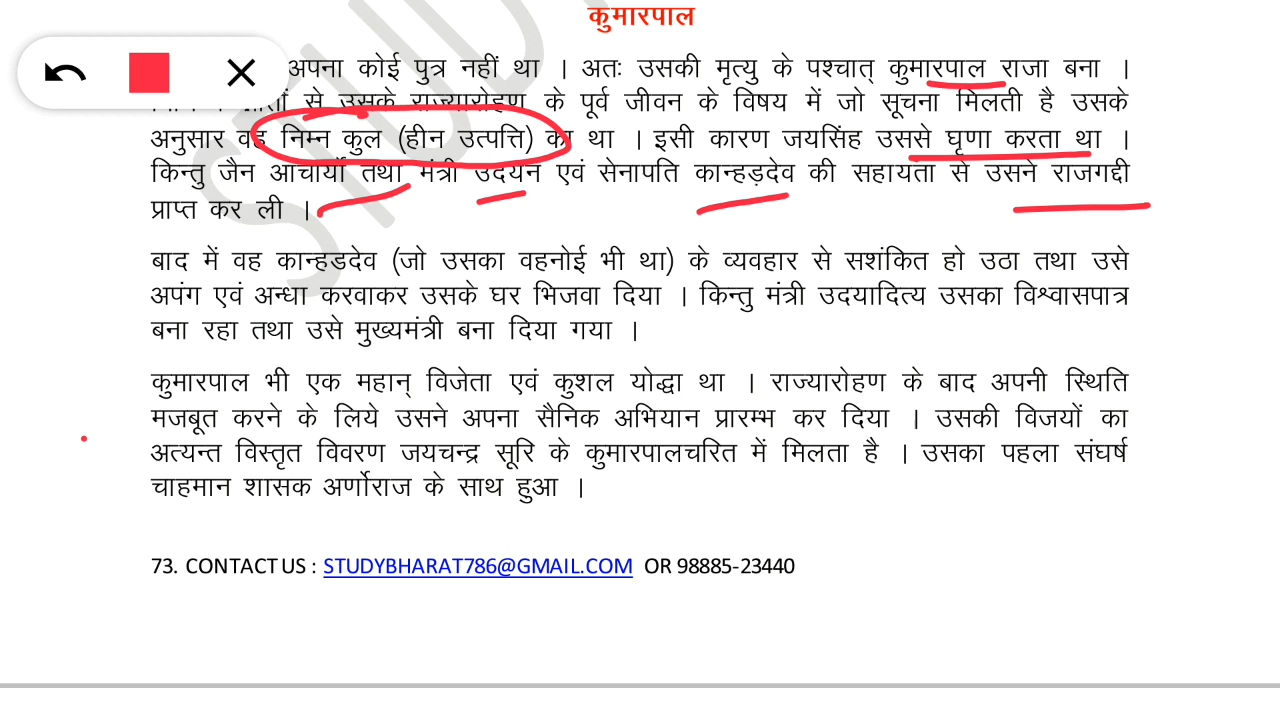 कुमारपाल
अपना कोई पुत्र नहीं था । अतः उसकी मृत्यु के पश्चात् कुमारपाल राजा बना ।
से उसके राज्यारोहण के पूर्व जीवन के विषय में जो सूचना मिलती है उसके
अनुसार वह निम्न कुल (हीन उत्पत्ति) का था । इसी कारण जयसिंह उससे घृणा करता था ।
किन्तु जैन आचार्यों तथा मंत्री उदयन एवं सेनापति कान्हड़देव की सहायता से उसने राजगद्दी
प्राप्त कर ली ।
बाद में वह कान्हडदेव (जो उसका वहनोई भी था) के व्यवहार से सशंकित हो उठा तथा उसे
अपंग एवं अन्धा करवाकर उसके घर भिजवा दिया । किन्तु मंत्री उदयादित्य उसका विश्वासपात्र
बना रहा तथा उसे मुख्यमंत्री बना दिया गया ।
कुमारपाल भी एक महान् विजेता एवं कुशल योद्धा था । राज्यारोहण के बाद अपनी स्थिति
मजबूत करने के लिये उसने अपना सैनिक अभियान प्रारम्भ कर दिया । उसकी विजयों का
अत्यन्त विस्तृत विवरण जयचन्द्र सूरि के कुमारपालचरित में मिलता है । उसका पहला संघर्ष
चाहमान शासक अर्णोराज के साथ हुआ ।
73. CONTACT US : STUDYBHARAT786@GMAIL.COM OR 98885-23440